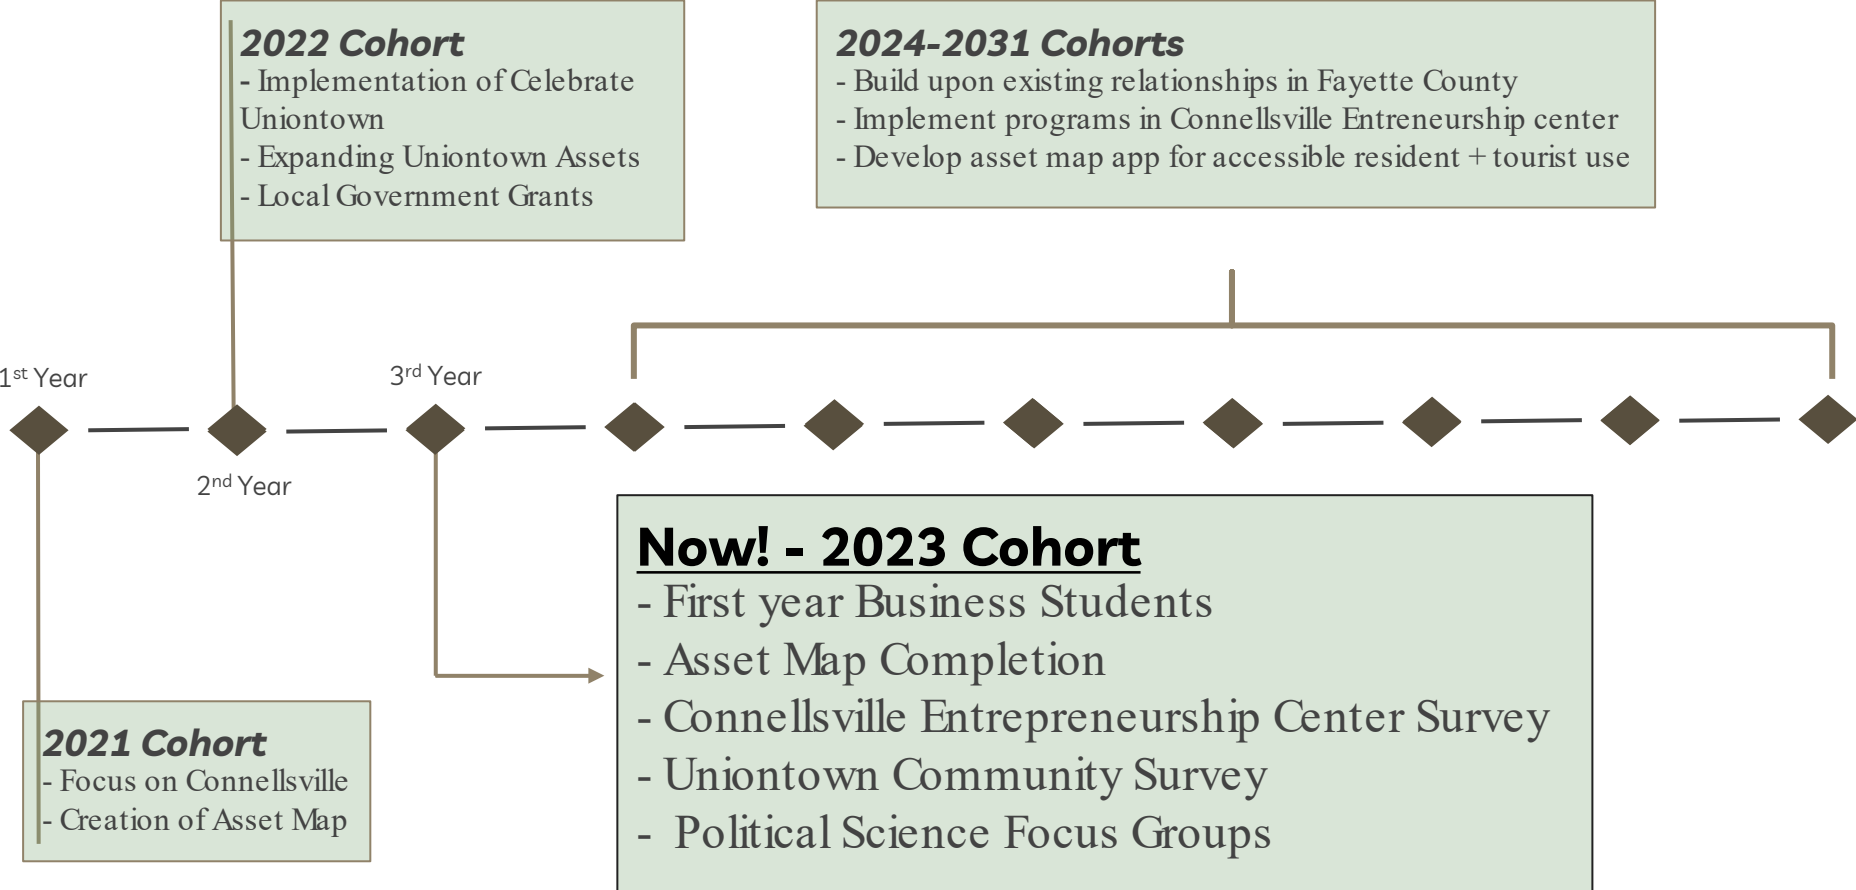 2022 Cohort
- Implementation of Celebrate
Uniontown
- Expanding Uniontown Assets
- Local Government Grants
2024-2031 Cohorts
- Build upon existing relationships in Fayette County
- Implement programs in Connellsville Entreneurship center
- Develop asset map app for accessible resident + tourist use
1st Year
3rd Year
2nd Year
Now! - 2023 Cohort
- First year Business Students
- Asset Map Completion
- Connellsville Entrepreneurship Center Survey
- Uniontown Community Survey
- Political Science Focus Groups
2021 Cohort
- Focus on Connellsville
- Creation of Asset Map